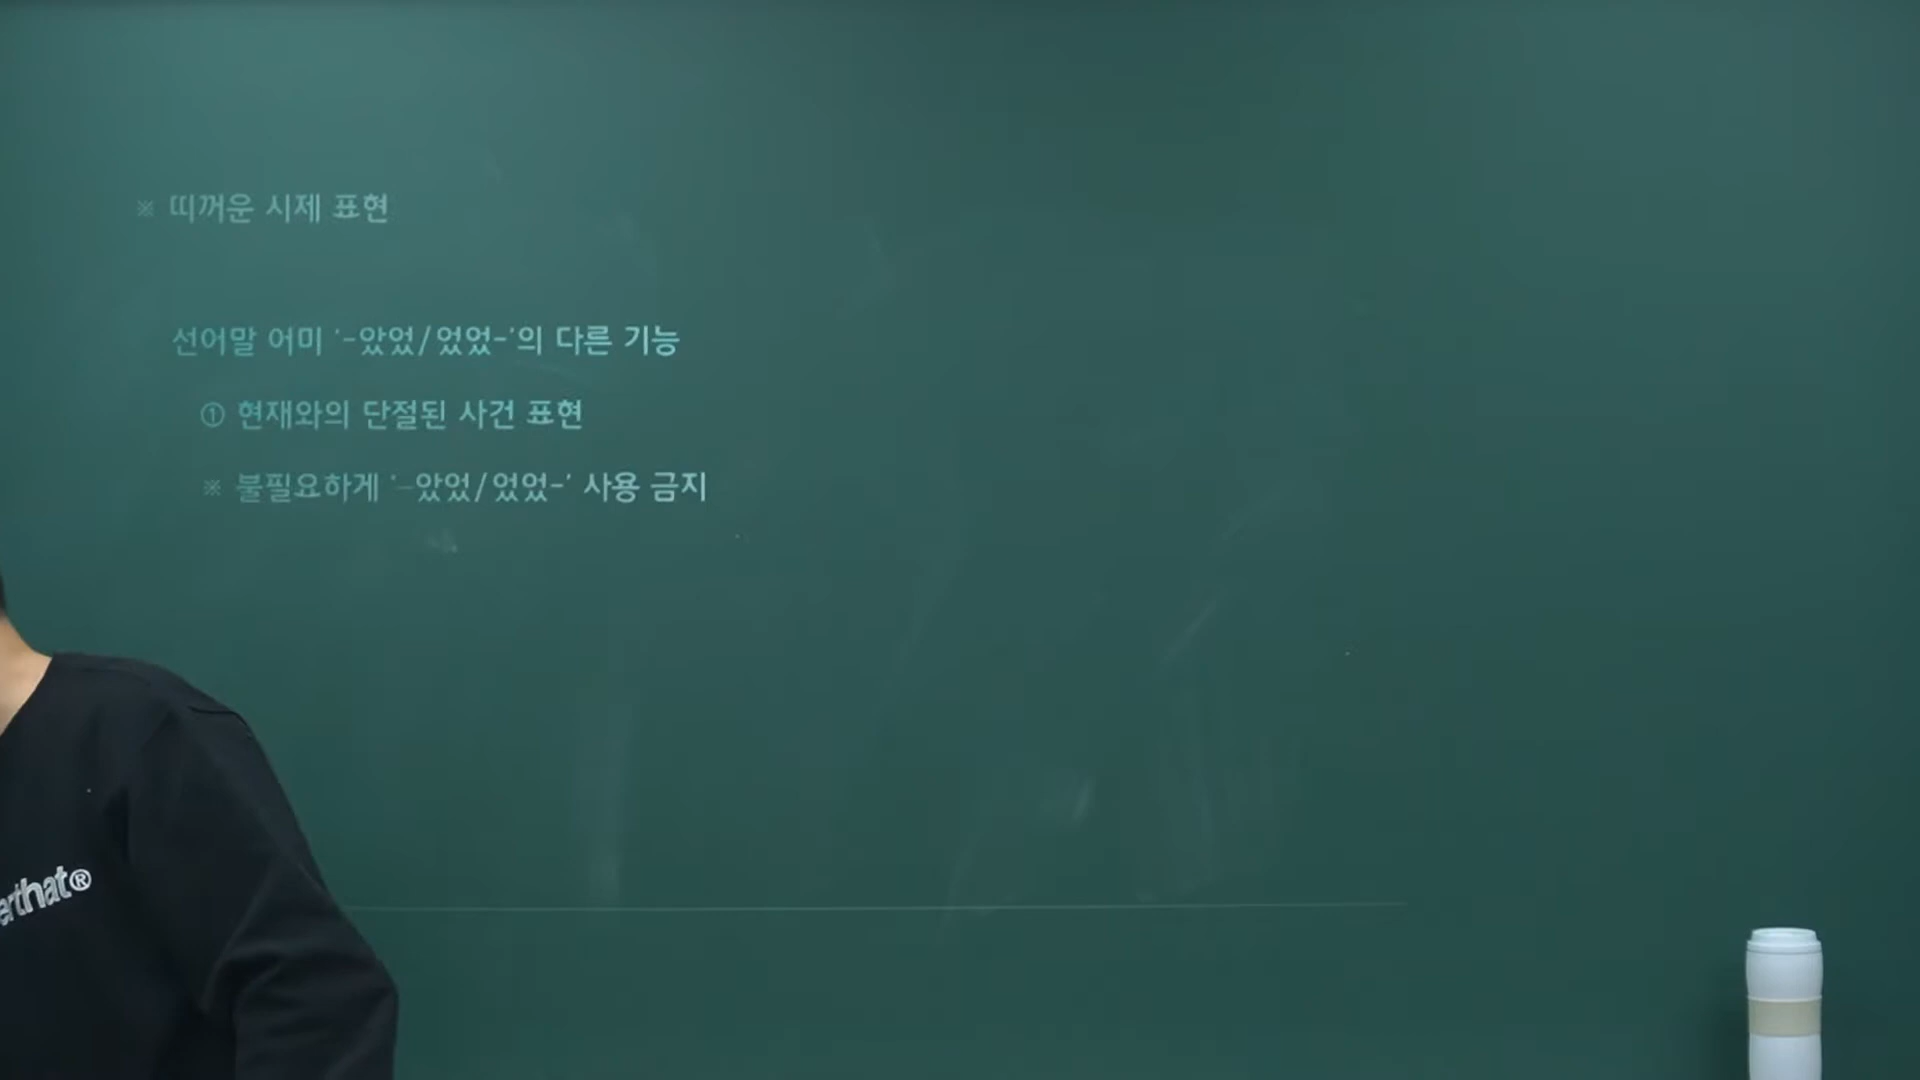 ※ 띠꺼운 시제 표현
선어말 어미 '-았었/었었-'의 다른 기능
① 현재와의 단절된 사건 표현
※ 불필요하게 '-았었/었었-' 사용 금지
erthat®